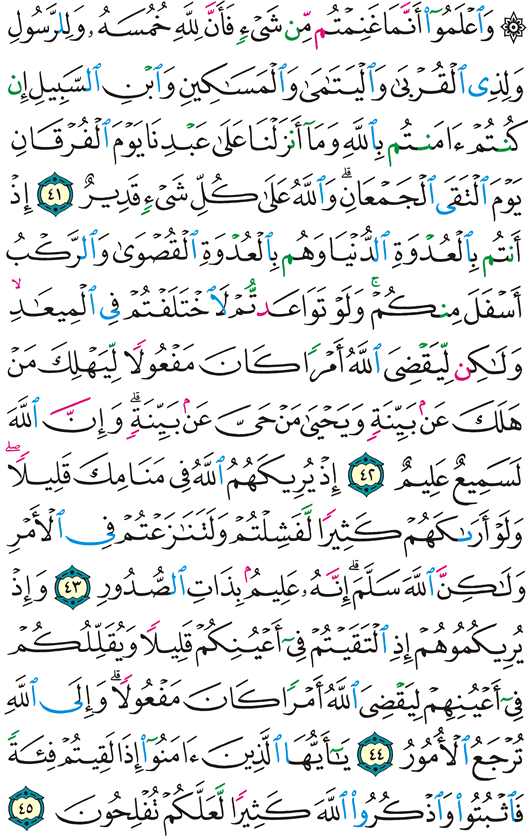 ۞ وَٱعْلَمُوٓا۟ أَنَّمَا غَنِمْتُم مِّن شَىْءٍ فَأَنَّ لِلَّهِ خُمُسَهُۥ وَلِلرَّسُولِ
وَلِذِى ٱلْقُرْبَىٰ وَٱلْيَتَـٰمَىٰ وَٱلْمَسَـٰكِينِ وَٱبْنِ ٱلسَّبِيلِ إِن
كُنتُمْ ءَامَنتُم بِٱللَّهِ وَمَآ أَنزَلْنَا عَلَىٰ عَبْدِنَا يَوْمَ ٱلْفُرْقَانِ
يَوْمَ ٱلْتَقَى ٱلْجَمْعَانِ ۗ وَٱللَّهُ عَلَىٰ كُلِّ شَىْءٍ قَدِيرٌ ٤١ إِذْ
أَنتُم بِٱلْعُدْوَةِ ٱلدُّنْيَا وَهُم بِٱلْعُدْوَةِ ٱلْقُصْوَىٰ وَٱلرَّكْبُ
أَسْفَلَ مِنكُمْ ۚ وَلَوْ تَوَاعَدتُّمْ لَٱخْتَلَفْتُمْ فِى ٱلْمِيعَـٰدِ ۙ
وَلَـٰكِن لِّيَقْضِىَ ٱللَّهُ أَمْرًا كَانَ مَفْعُولًا لِّيَهْلِكَ مَنْ
هَلَكَ عَنۢ بَيِّنَةٍ وَيَحْيَىٰ مَنْ حَىَّ عَنۢ بَيِّنَةٍ ۗ وَإِنَّ ٱللَّهَ
لَسَمِيعٌ عَلِيمٌ ٤٢ إِذْ يُرِيكَهُمُ ٱللَّهُ فِى مَنَامِكَ قَلِيلًا ۖ
وَلَوْ أَرَىٰكَهُمْ كَثِيرًا لَّفَشِلْتُمْ وَلَتَنَـٰزَعْتُمْ فِى ٱلْأَمْرِ
وَلَـٰكِنَّ ٱللَّهَ سَلَّمَ ۗ إِنَّهُۥ عَلِيمٌۢ بِذَاتِ ٱلصُّدُورِ ٤٣ وَإِذْ
يُرِيكُمُوهُمْ إِذِ ٱلْتَقَيْتُمْ فِىٓ أَعْيُنِكُمْ قَلِيلًا وَيُقَلِّلُكُمْ
فِىٓ أَعْيُنِهِمْ لِيَقْضِىَ ٱللَّهُ أَمْرًا كَانَ مَفْعُولًا ۗ وَإِلَى ٱللَّهِ
تُرْجَعُ ٱلْأُمُورُ ٤٤ يَـٰٓأَيُّهَا ٱلَّذِينَ ءَامَنُوٓا۟ إِذَا لَقِيتُمْ فِئَةً
فَٱثْبُتُوا۟ وَٱذْكُرُوا۟ ٱللَّهَ كَثِيرًا لَّعَلَّكُمْ تُفْلِحُونَ ٤٥